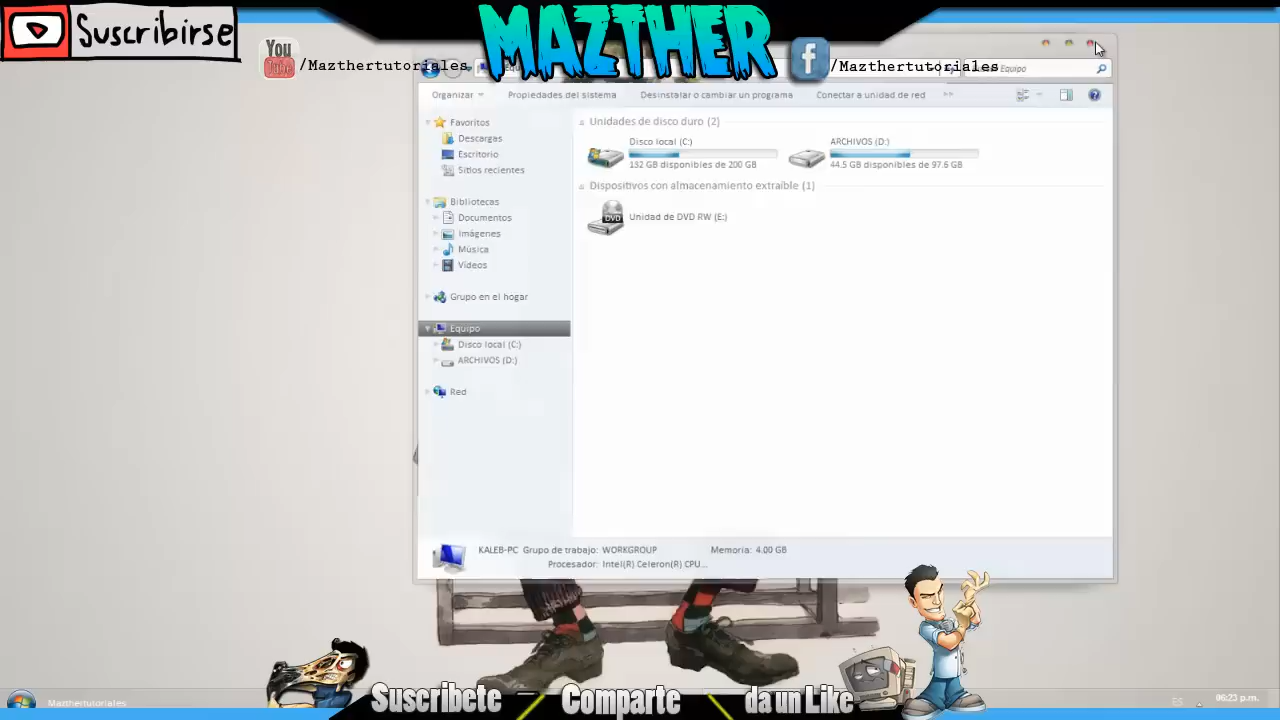 Suscribirse
You
Tube
/Mazthertutoriales
MAZTHER
f
/Mazthertutoriales
Equipo
Organizar
Propiedades del sistema
Desinstalar o cambiar un programa
Conectar a unidad de red
>>
Favoritos
Descargas
Escritorio
Sitios recientes
Bibliotecas
Documentos
Imágenes
Música
Vídeos
Grupo en el hogar
Equipo
Disco local (C:)
ARCHIVOS (D:)
Red
Unidades de disco duro (2)
Disco local (C:)
132 GB disponibles de 200 GB
ARCHIVOS (D:)
44.5 GB disponibles de 97.6 GB
Dispositivos con almacenamiento extraíble (1)
DVD
Unidad de DVD RW (E:)
KALEB-PC Grupo de trabajo: WORKGROUP Memoria: 4.00 GB
Procesador: Intel(R) Celeron(R) CPU...
Suscribete
Comparte
da un Like
Mazthertutoriales
ES
06:23 p.m.